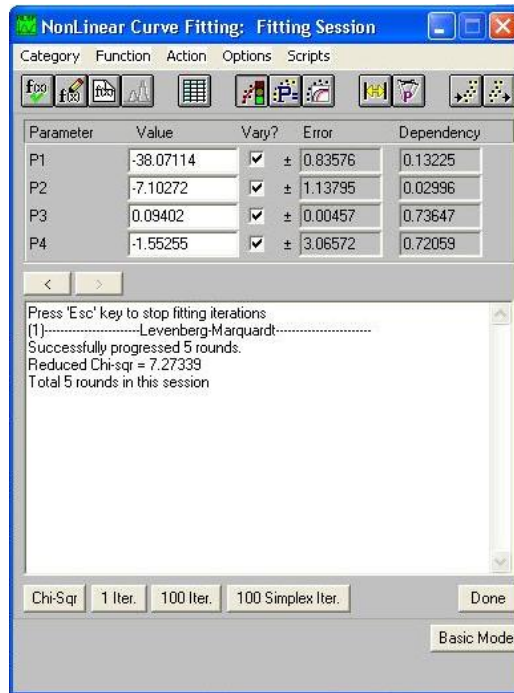 NonLinear Curve Fitting: Fitting Session
Category Function Action Options Scripts
Parameter Value Vary? Error Dependency
P1 -38.07114 ± 0.83576 0.13225
P2 -7.10272 ± 1.13795 0.02996
P3 0.09402 ± 0.00457 0.73647
P4 -1.55255 ± 3.06572 0.72059
< >
Press 'Esc' key to stop fitting iterations
(1)-----------------------Levenberg-Marquardt-----------------------
Successfully progressed 5 rounds.
Reduced Chi-sqr = 7.27339
Total 5 rounds in this session
Chi-Sqr 1 Iter. 100 Iter. 100 Simplex Iter. Done
Basic Mode